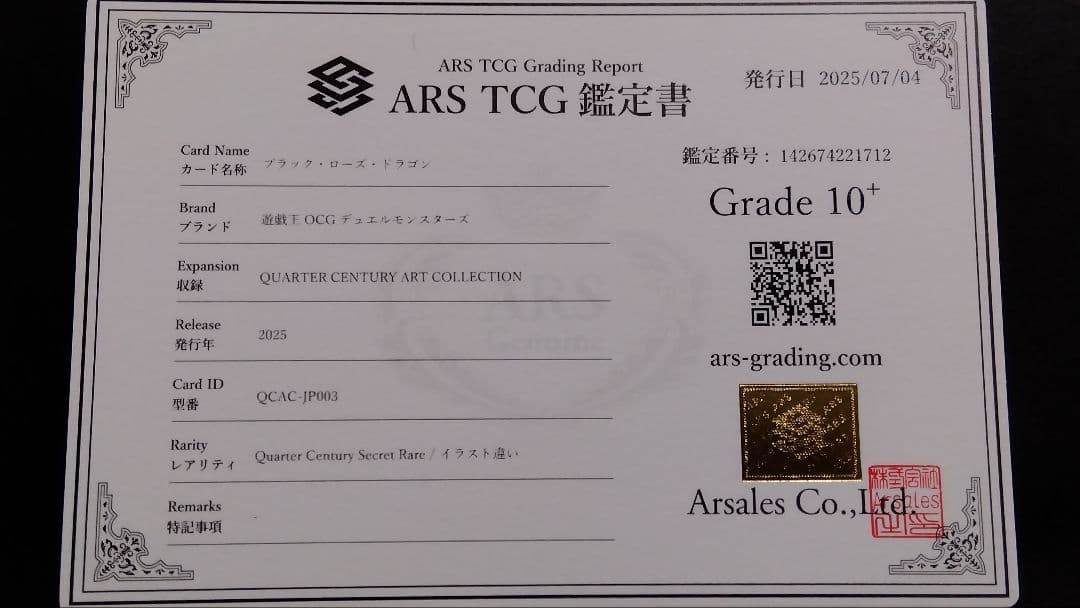 ARS TCG Grading Report
ARS TCG 鑑定書
発行日 2025/07/04
Card Name
カード名称 ブラック・ローズ・ドラゴン
Brand
ブランド 遊戯王OCG デュエルモンスターズ
Expansion
収録 QUARTER CENTURY ART COLLECTION
Release
発行年 2025
Card ID
型番 QCAC-JP003
Rarity
レアリティ Quarter Century Secret Rare / イラスト違い
Remarks
特記事項 -
鑑定番号： 142674221712
Grade 10+
ars-grading.com
Arsales Co.,Ltd.
ARS
Genuine